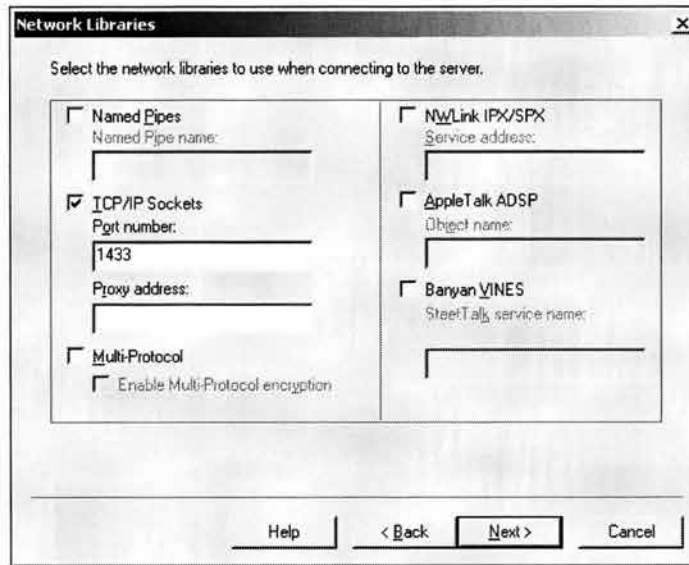 Network Libraries
Select the network libraries to use when connecting to the server.
Named Pipes
Named Pipe name:
TCP/IP Sockets
Port number:
1433
Proxy address:
Multi-Protocol
Enable Multi-Protocol encryption
NWLink IPX/SPX
Service address:
AppleTalk ADSP
Object name:
Banyan VINES
SteetTalk service name:
Help
< Back
Next >
Cancel